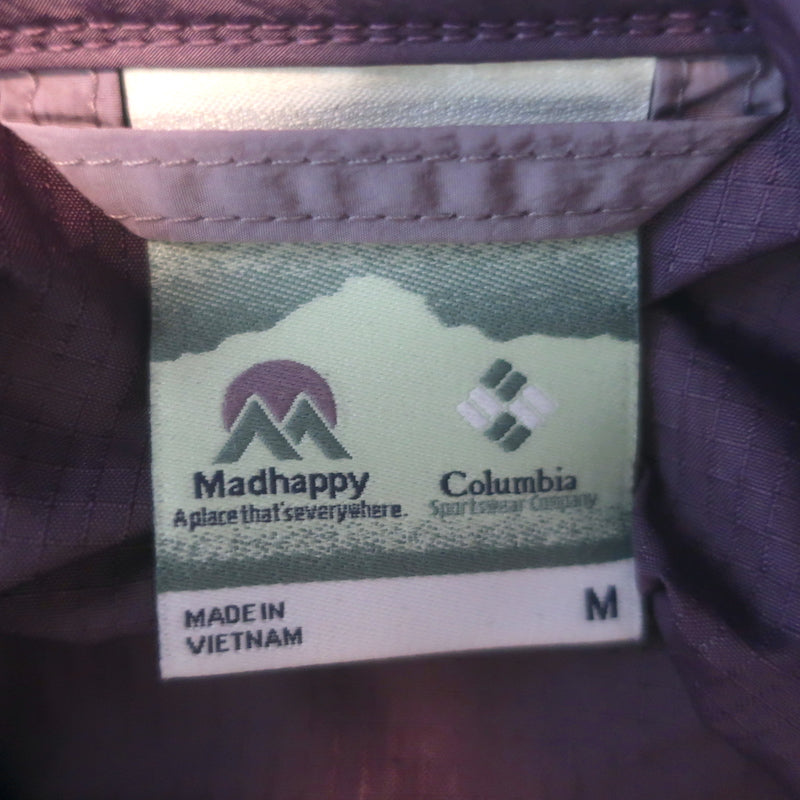 Madhappy
A place that's everywhere.
Columbia
Sportswear Company
MADE IN
VIETNAM
M